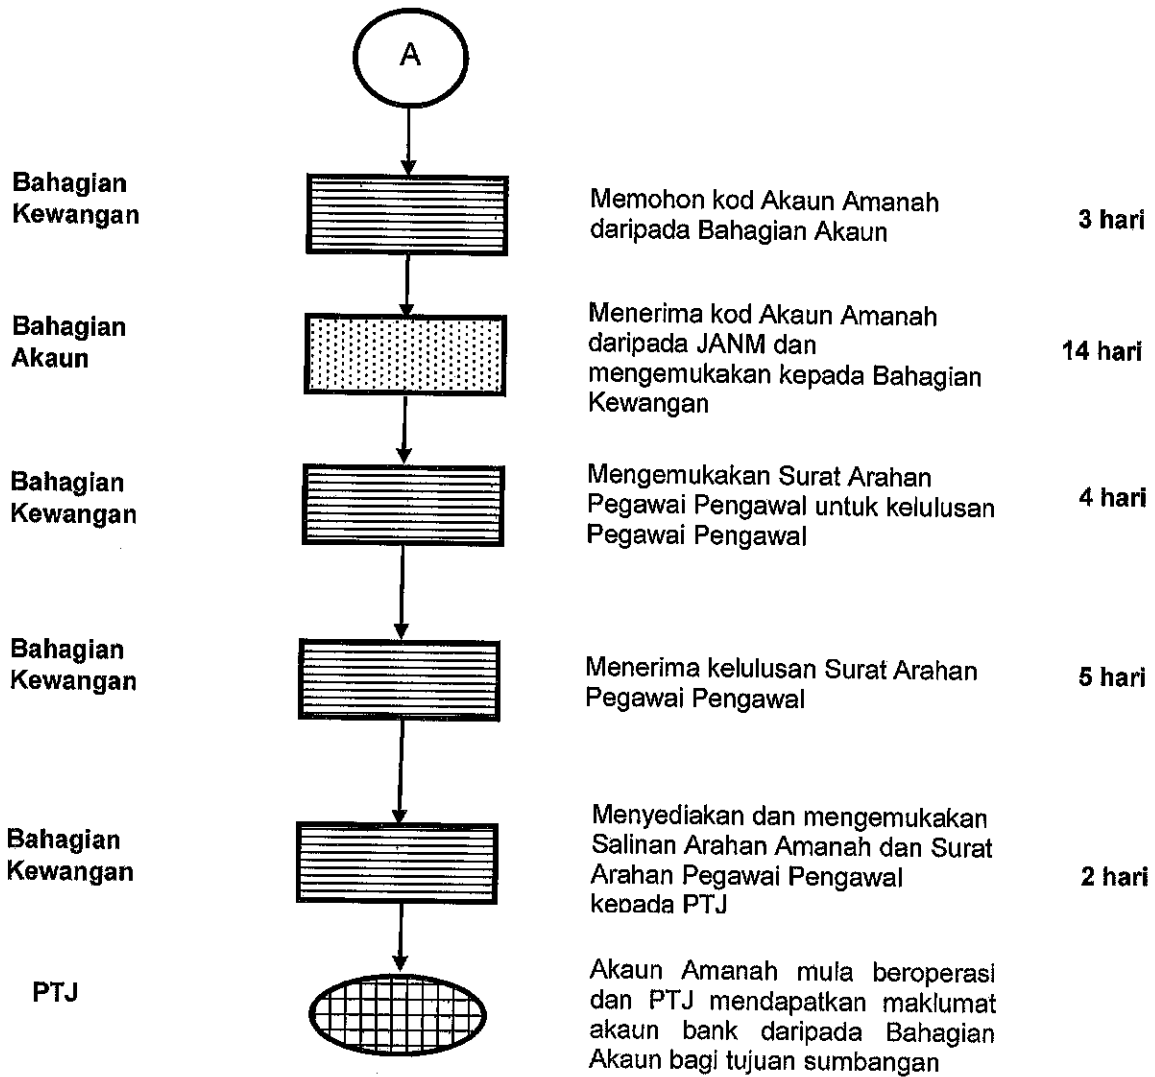 A
Bahagian
Kewangan
Memohon kod Akaun Amanah
daripada Bahagian Akaun
3 hari
Bahagian
Akaun
Menerima kod Akaun Amanah
daripada JANM dan
mengemukakan kepada Bahagian
Kewangan
14 hari
Bahagian
Kewangan
Mengemukakan Surat Arahan
Pegawai Pengawal untuk kelulusan
Pegawai Pengawal
4 hari
Bahagian
Kewangan
Menerima kelulusan Surat Arahan
Pegawai Pengawal
5 hari
Bahagian
Kewangan
Menyediakan dan mengemukakan
Salinan Arahan Amanah dan Surat
Arahan Pegawai Pengawal
kepada PTJ
2 hari
PTJ
Akaun Amanah mula beroperasi
dan PTJ mendapatkan maklumat
akaun bank daripada Bahagian
Akaun bagi tujuan sumbangan